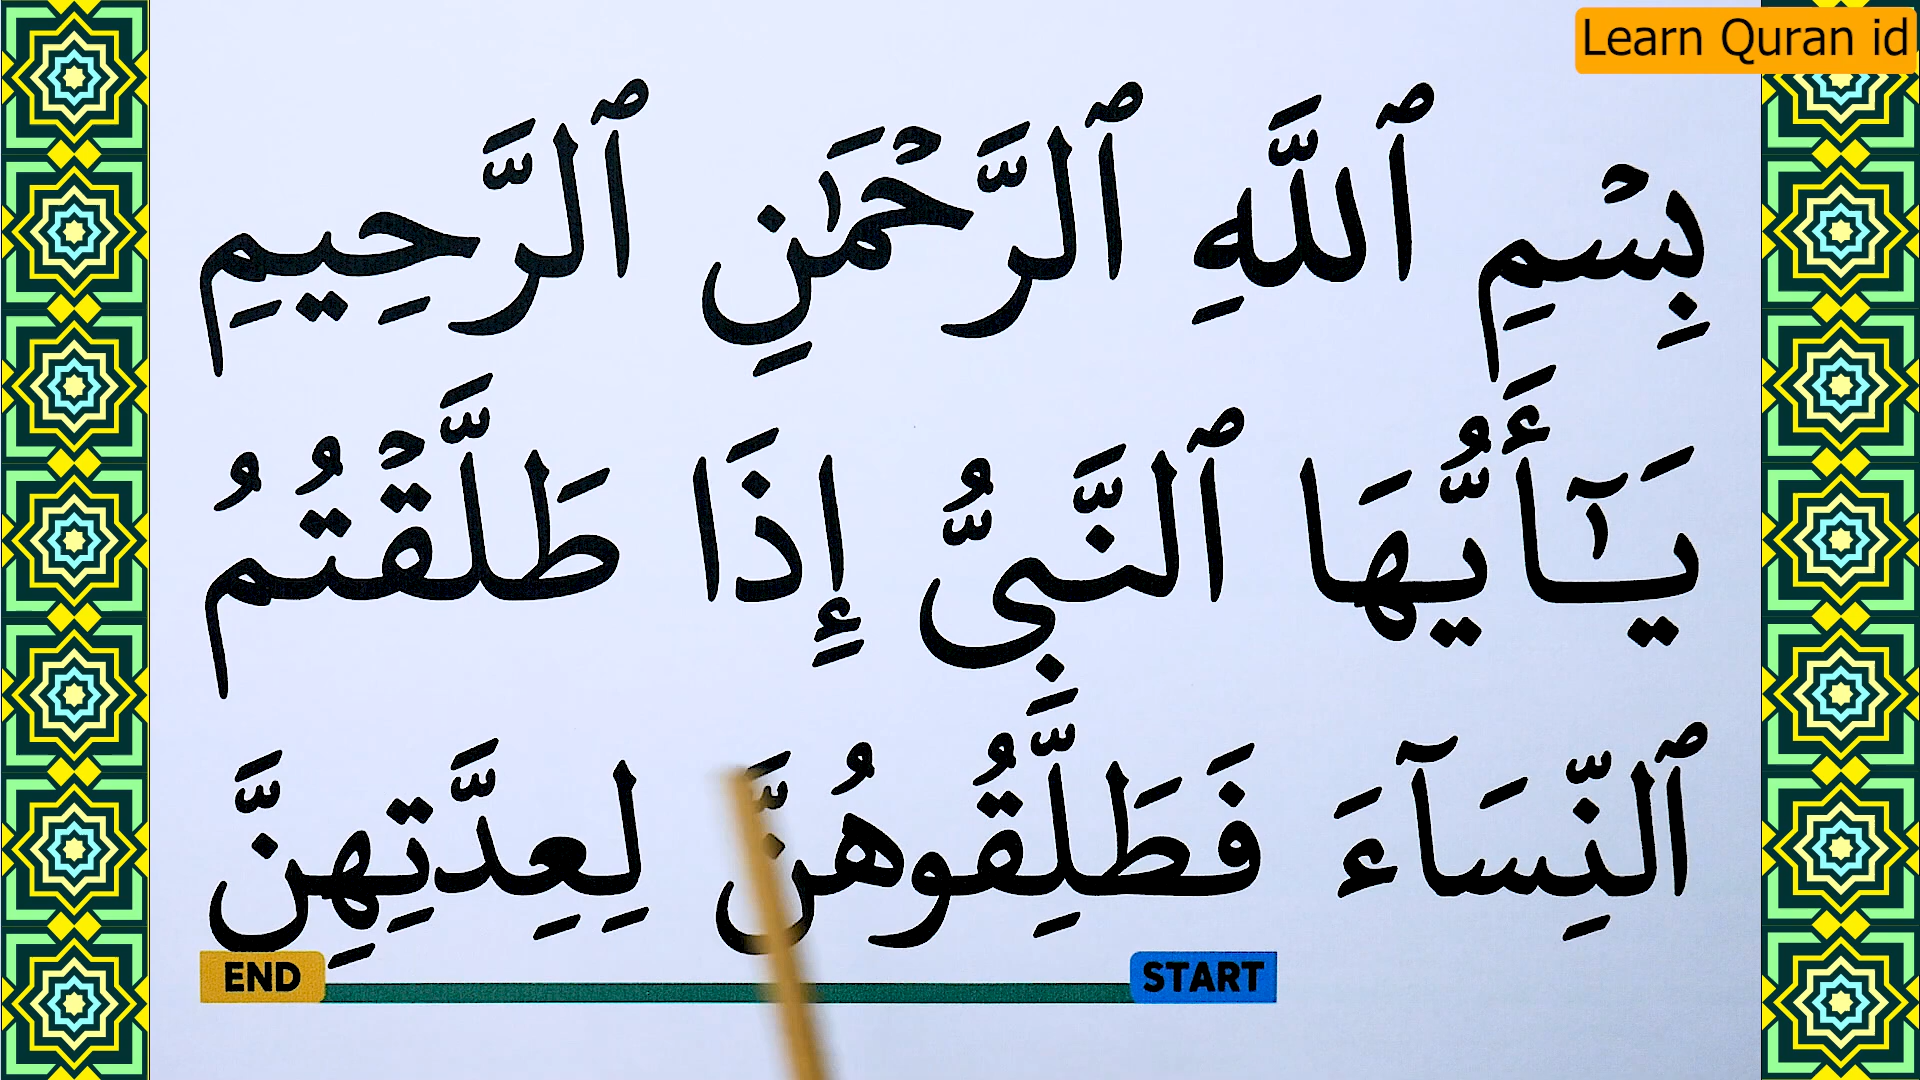 Learn Quran id
بِسْمِ ٱللَّهِ ٱلرَّحْمَٰنِ ٱلرَّحِيمِ
يَٰٓأَيُّهَا ٱلنَّبِىُّ إِذَا طَلَّقْتُمُ
ٱلنِّسَآءَ فَطَلِّقُوهُنَّ لِعِدَّتِهِنَّ
START
END